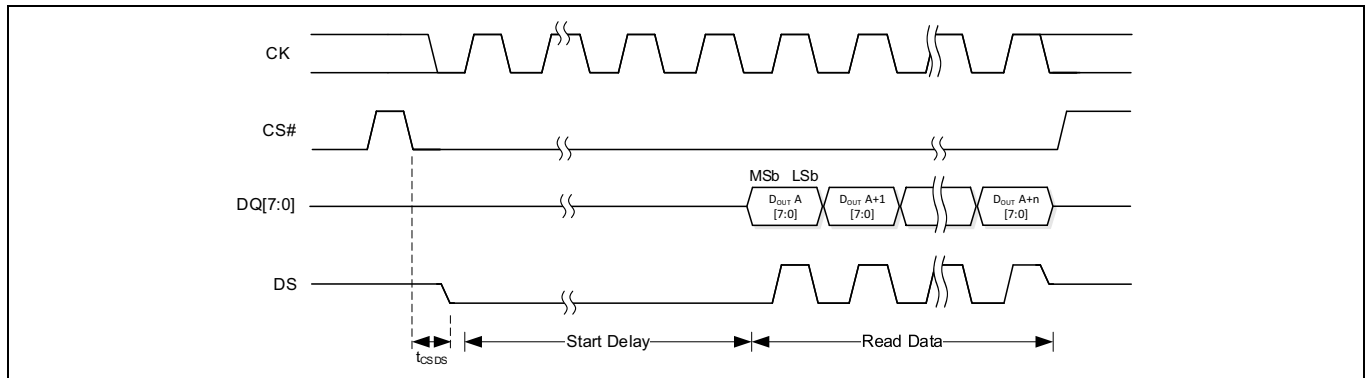 CK
CS#
MSb LSb
DQ[7:0]
DOUT A
[7:0]
DOUT A+1
[7:0]
DOUT A+n
[7:0]
DS
tCSDS
Start Delay
Read Data